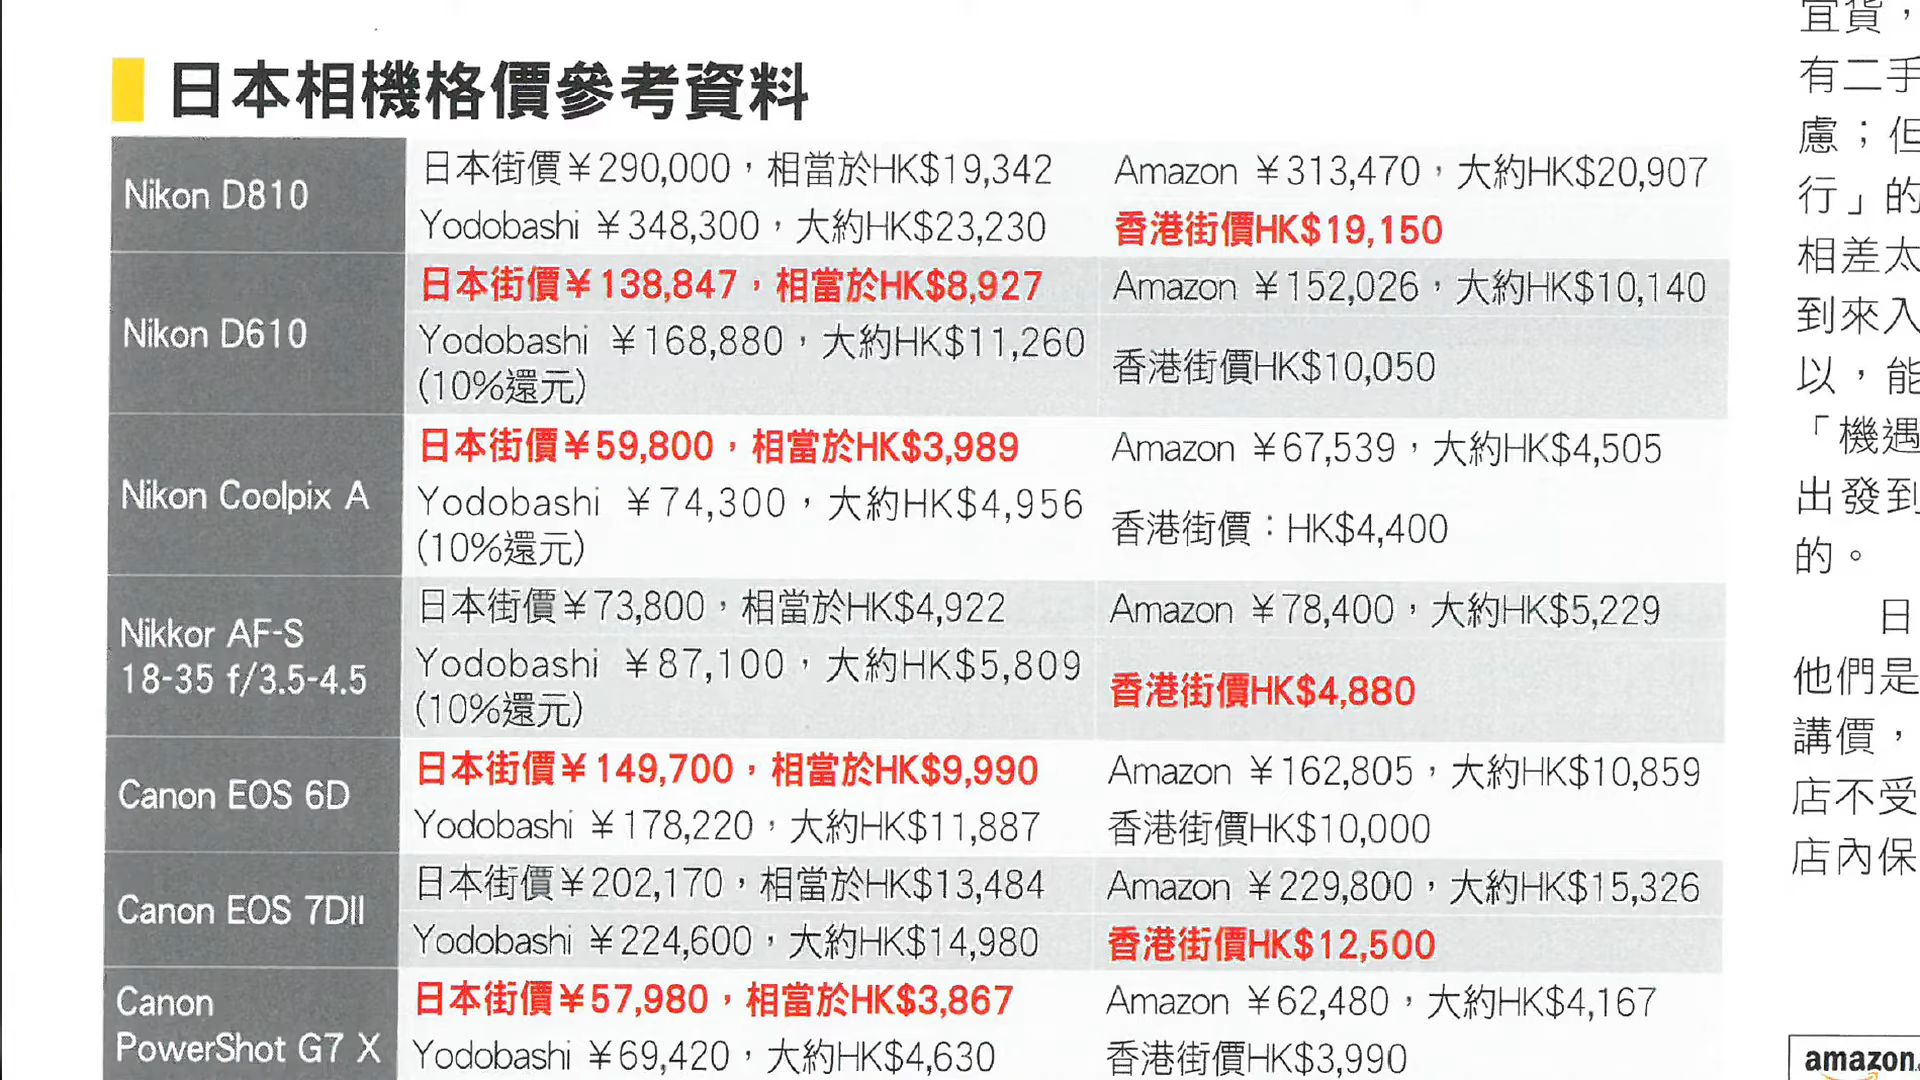 日本相機格價參考資料
Nikon D810
日本街價￥290,000，相當於HK$19,342
Amazon ￥313,470，大約HK$20,907
Yodobashi ￥348,300，大約HK$23,230
香港街價HK$19,150
Nikon D610
日本街價￥138,847，相當於HK$8,927
Amazon ￥152,026，大約HK$10,140
Yodobashi ￥168,880，大約HK$11,260
(10%還元)
香港街價HK$10,050
Nikon Coolpix A
日本街價￥59,800，相當於HK$3,989
Amazon ￥67,539，大約HK$4,505
Yodobashi ￥74,300，大約HK$4,956
(10%還元)
香港街價：HK$4,400
Nikkor AF-S
18-35 f/3.5-4.5
日本街價￥73,800，相當於HK$4,922
Amazon ￥78,400，大約HK$5,229
Yodobashi ￥87,100，大約HK$5,809
(10%還元)
香港街價HK$4,880
Canon EOS 6D
日本街價￥149,700，相當於HK$9,990
Amazon ￥162,805，大約HK$10,859
Yodobashi ￥178,220，大約HK$11,887
香港街價HK$10,000
Canon EOS 7DII
日本街價￥202,170，相當於HK$13,484
Amazon ￥229,800，大約HK$15,326
Yodobashi ￥224,600，大約HK$14,980
香港街價HK$12,500
Canon
PowerShot G7 X
日本街價￥57,980，相當於HK$3,867
Amazon ￥62,480，大約HK$4,167
Yodobashi ￥69,420，大約HK$4,630
香港街價HK$3,990
宜貨，
有二手
慮；但
行」的
相差太
到來入
以，能
「機遇
出發到
的。
日
他們是
講價，
店不受
店內保
amazon.